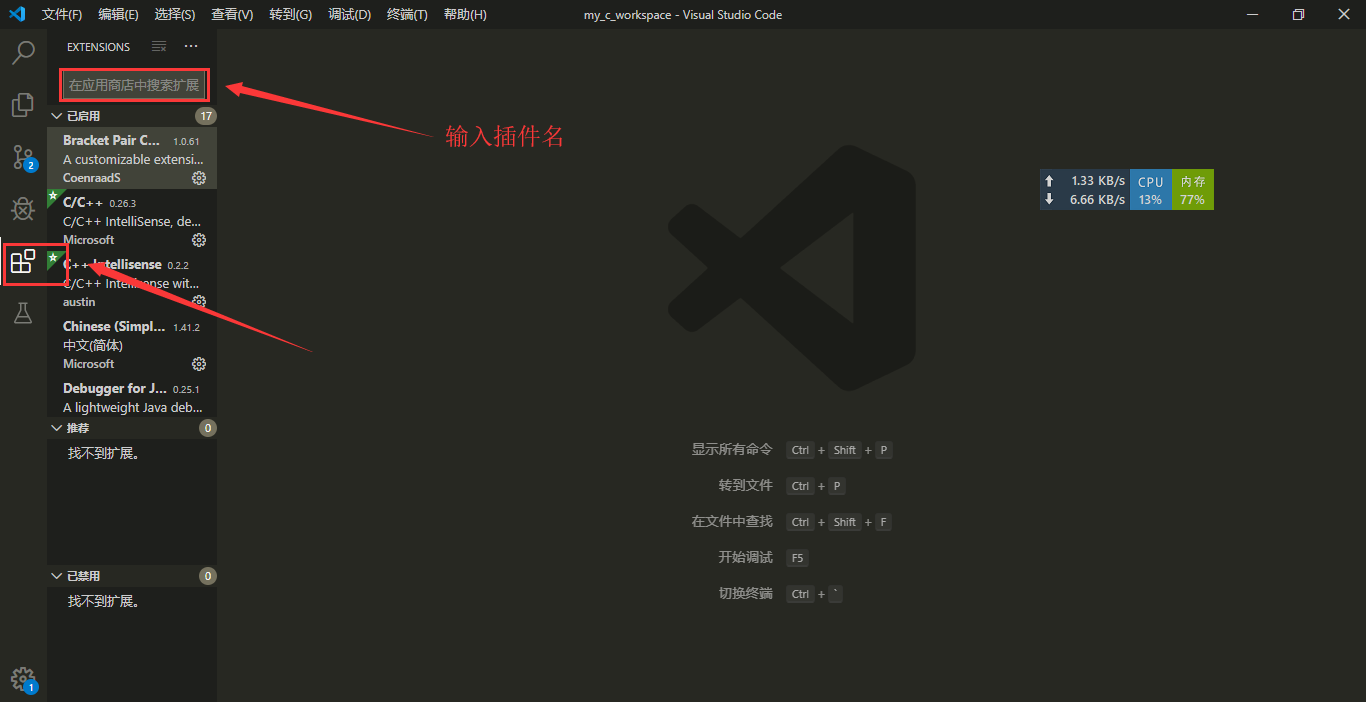 文件(F) 编辑(E) 选择(S) 查看(V) 转到(G) 调试(D) 终端(T) 帮助(H) my_c_workspace - Visual Studio Code
EXTENSIONS
在应用商店中搜索扩展
输入插件名
已启用 17
Bracket Pair C... 1.0.61
A customizable extensi...
CoenraadS
C/C++ 0.26.3
C/C++ IntelliSense, de...
Microsoft
C++ Intellisense 0.2.2
C/C++ Intellisense wit...
austin
Chinese (Simpl... 1.41.2
中文(简体)
Microsoft
Debugger for J... 0.25.1
A lightweight Java deb...
推荐 0
找不到扩展。
已禁用 0
找不到扩展。
2
1
1.33 KB/s CPU 内存
6.66 KB/s 13% 77%
显示所有命令 Ctrl + Shift + P
转到文件 Ctrl + P
在文件中查找 Ctrl + Shift + F
开始调试 F5
切换终端 Ctrl + `